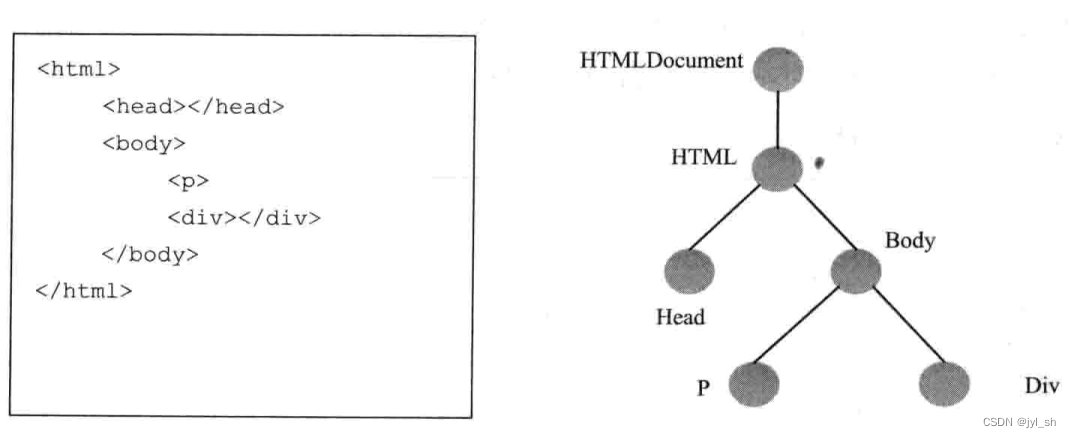 <html>
<head></head>
<body>
<p>
<div></div>
</body>
</html>
HTMLDocument
HTML
Body
Head
P
Div
CSDN @jyl_sh